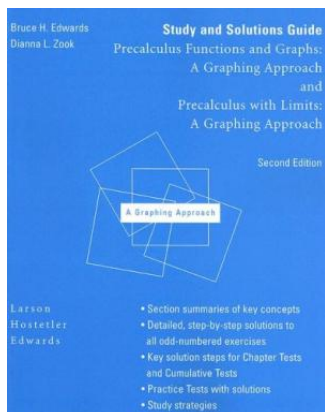 Bruce H. Edwards
Dianna L. Zook
Study and Solutions Guide
Precalculus Functions and Graphs:
A Graphing Approach
and
Precalculus with Limits:
A Graphing Approach
Second Edition
A Graphing Approach
Larson
Hostetler
Edwards
• Section summaries of key concepts
• Detailed, step-by-step solutions to
all odd-numbered exercises
• Key solution steps for Chapter Tests
and Cumulative Tests
• Practice Tests with solutions
• Study strategies